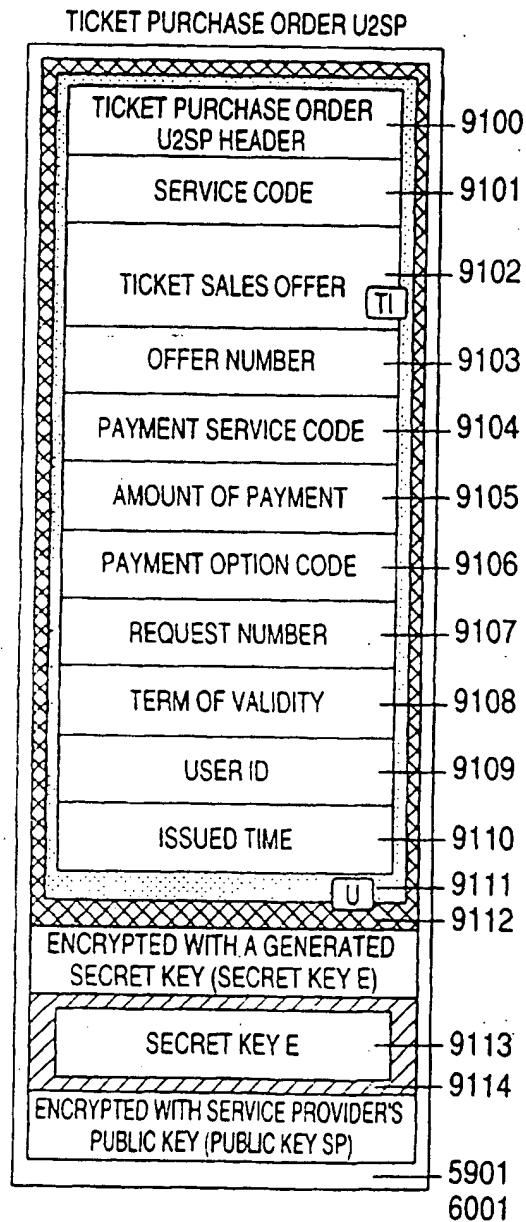 TICKET PURCHASE ORDER U2SP
TICKET PURCHASE ORDER
U2SP HEADER
9100
SERVICE CODE
9101
TICKET SALES OFFER
9102
TI
OFFER NUMBER
9103
PAYMENT SERVICE CODE
9104
AMOUNT OF PAYMENT
9105
PAYMENT OPTION CODE
9106
REQUEST NUMBER
9107
TERM OF VALIDITY
9108
USER ID
9109
ISSUED TIME
9110
U
9111
9112
ENCRYPTED WITH A GENERATED
SECRET KEY (SECRET KEY E)
SECRET KEY E
9113
9114
ENCRYPTED WITH SERVICE PROVIDER'S
PUBLIC KEY (PUBLIC KEY SP)
5901
6001